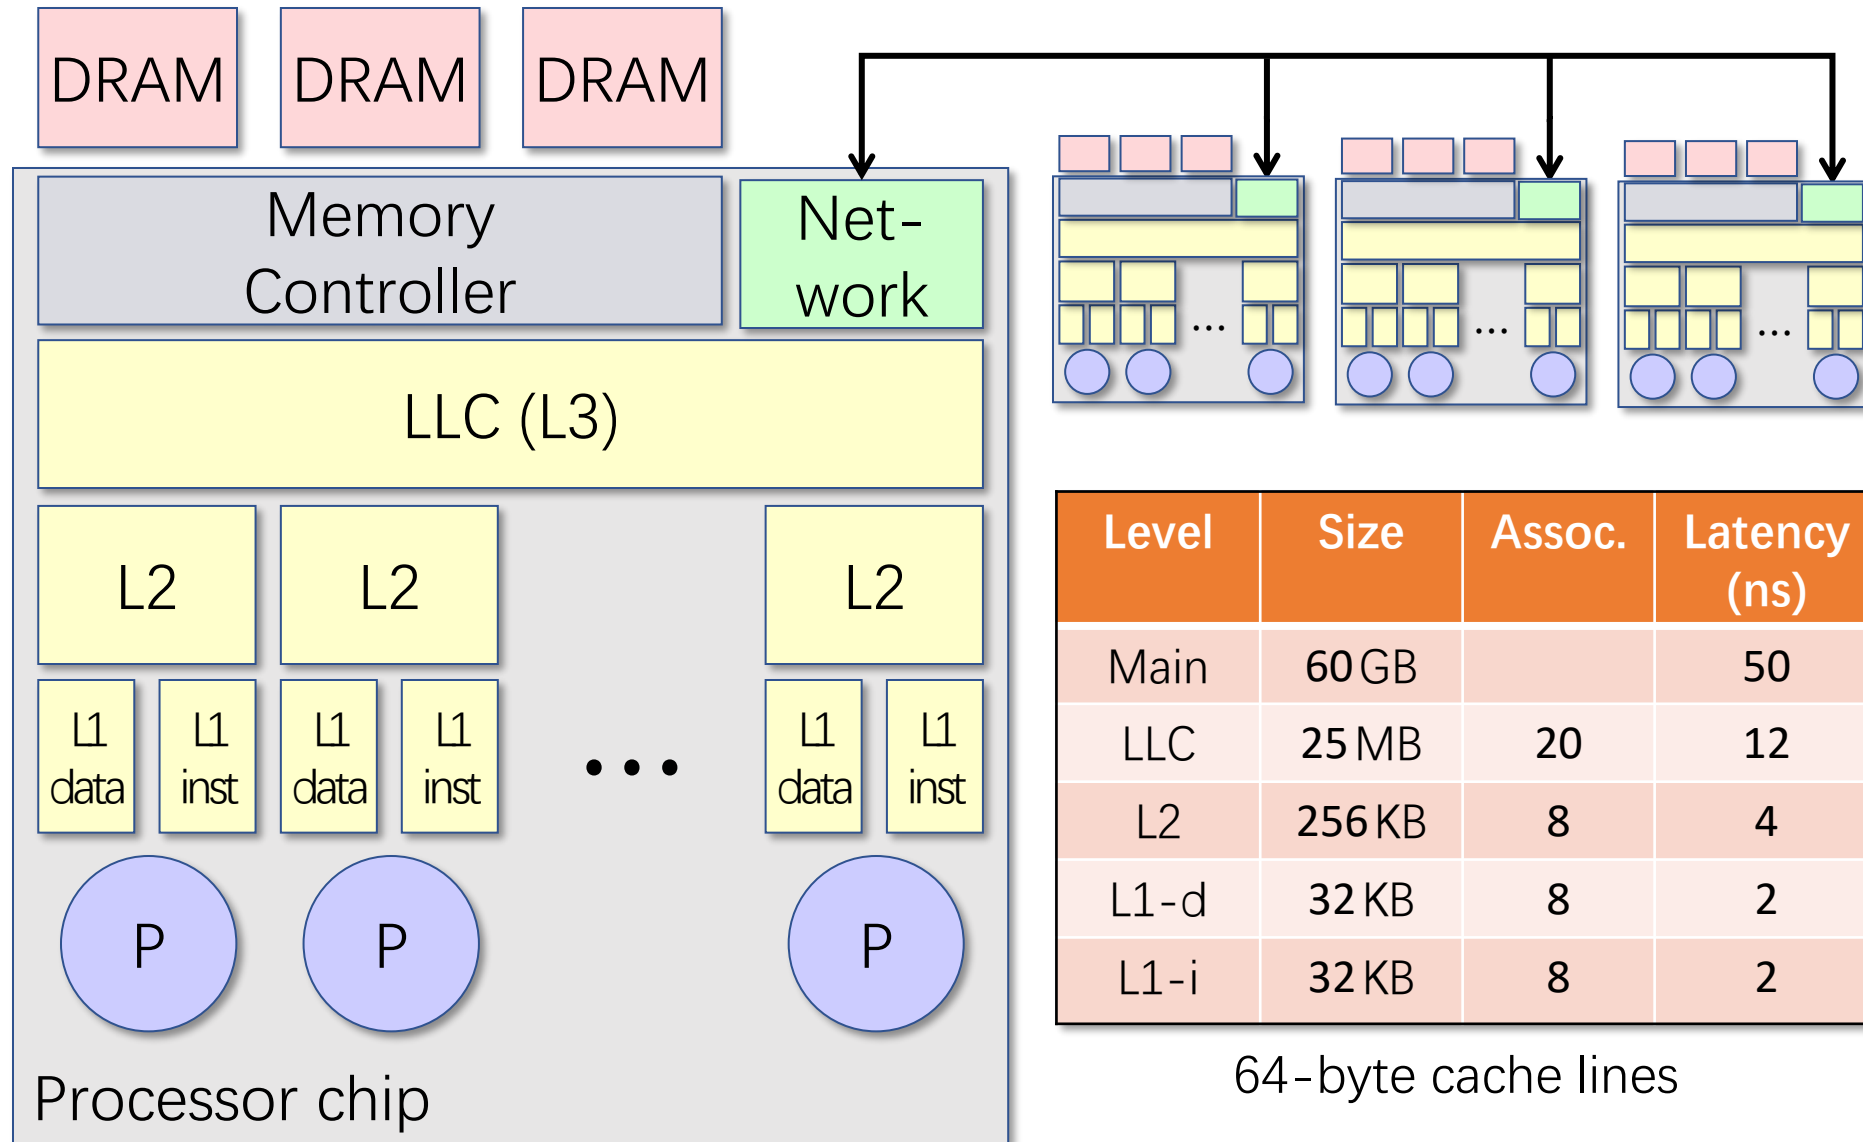 DRAM DRAM DRAM
Memory
Controller
Net-
work
LLC (L3)
L2 L2 L2
L1
data
L1
inst
L1
data
L1
inst
...
L1
data
L1
inst
P P P
Processor chip
...
...
...
Level Size Assoc. Latency
(ns)
Main 60 GB 50
LLC 25 MB 20 12
L2 256 KB 8 4
L1-d 32 KB 8 2
L1-i 32 KB 8 2
64-byte cache lines